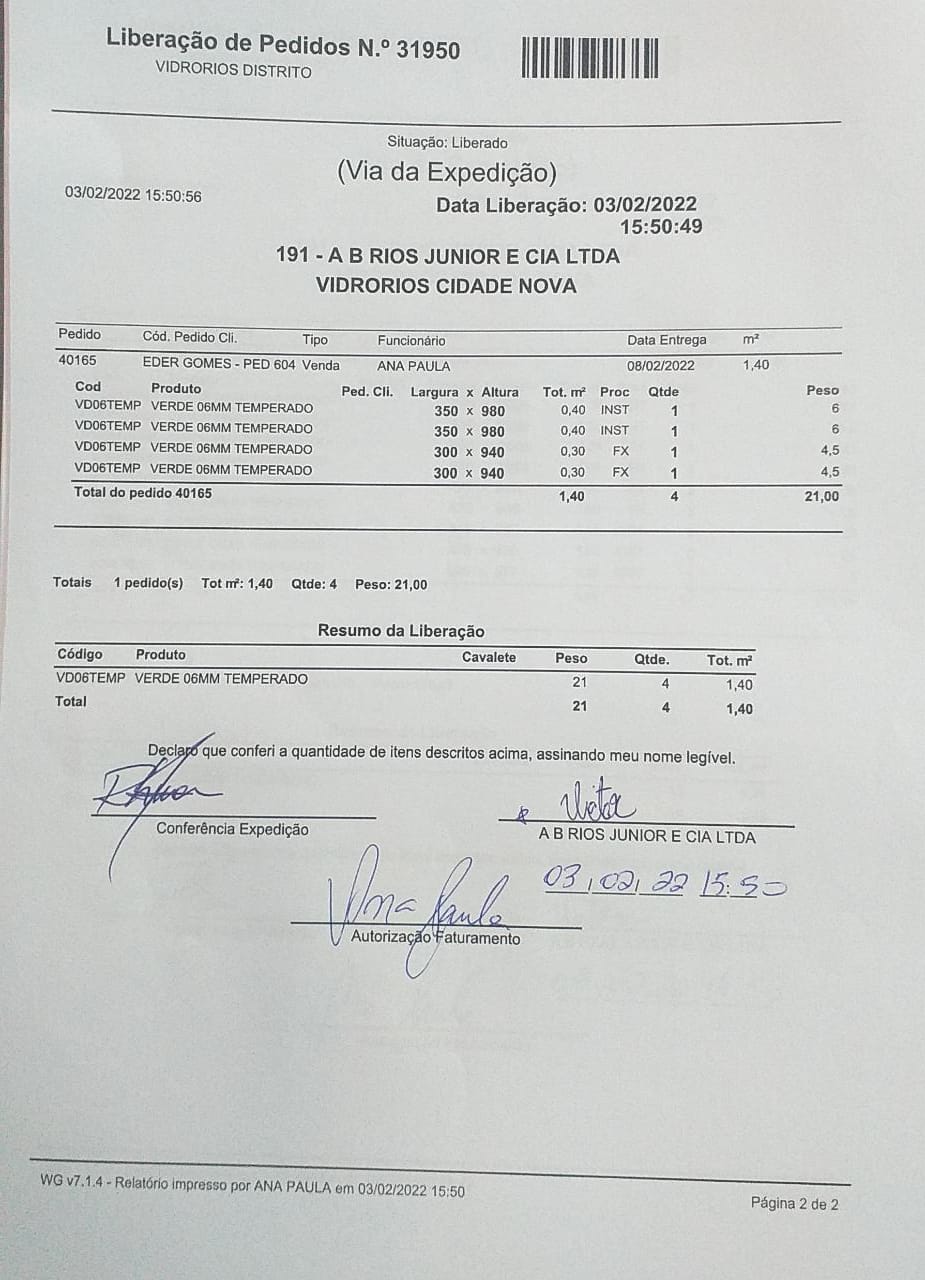 Liberação de Pedidos N.º 31950
VIDRORIOS DISTRITO
Situação: Liberado
(Via da Expedição)
03/02/2022 15:50:56
Data Liberação: 03/02/2022
15:50:49
191 - A B RIOS JUNIOR E CIA LTDA
VIDRORIOS CIDADE NOVA
Pedido Cód. Pedido Cli. Tipo Funcionário Data Entrega m²
40165 EDER GOMES - PED 604 Venda ANA PAULA 08/02/2022 1,40
Cod Produto Ped. Cli. Largura x Altura Tot. m² Proc Qtde Peso
VD06TEMP VERDE 06MM TEMPERADO 350 x 980 0,40 INST 1 6
VD06TEMP VERDE 06MM TEMPERADO 350 x 980 0,40 INST 1 6
VD06TEMP VERDE 06MM TEMPERADO 300 x 940 0,30 FX 1 4,5
VD06TEMP VERDE 06MM TEMPERADO 300 x 940 0,30 FX 1 4,5
Total do pedido 40165 1,40 4 21,00
Totais 1 pedido(s) Tot m²: 1,40 Qtde: 4 Peso: 21,00
Resumo da Liberação
Código Produto Cavalete Peso Qtde. Tot. m²
VD06TEMP VERDE 06MM TEMPERADO 21 4 1,40
Total 21 4 1,40
Declaro que conferi a quantidade de itens descritos acima, assinando meu nome legível.
Conferência Expedição
A B RIOS JUNIOR E CIA LTDA
03,02,22 15:50
Ana Paula
Autorização Faturamento
WG v7.1.4 - Relatório impresso por ANA PAULA em 03/02/2022 15:50
Página 2 de 2